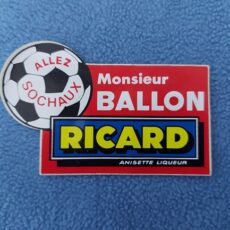 ALLEZ
SOCHAUX
Monsieur
BALLON
RICARD
ANISETTE LIQUEUR